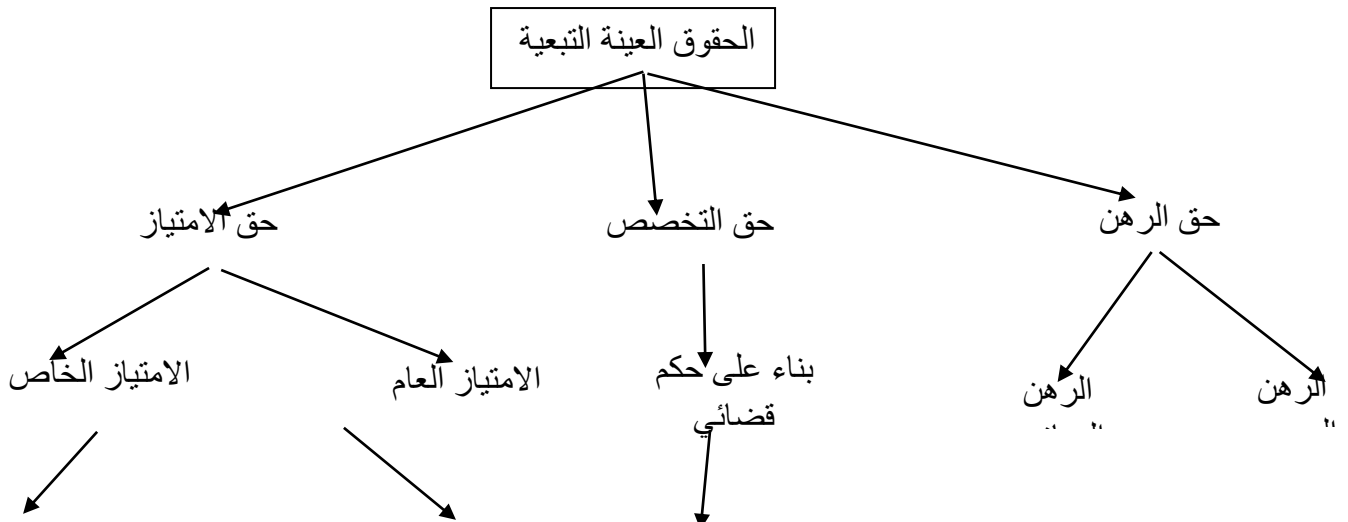 الحقوق العينة التبعية
حق الرهن
حق التخصص
حق الامتياز
الرهن
الرهن
بناء على حكم
قضائي
الامتياز العام
الامتياز الخاص